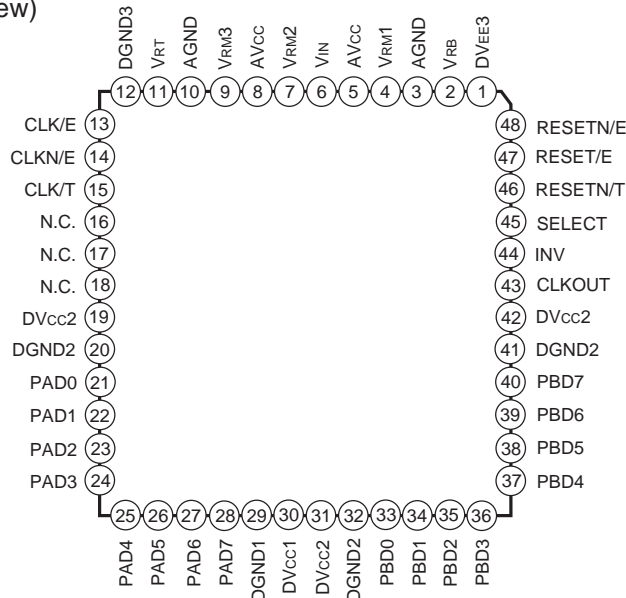 ew)
DGND3 VRT AGND VRM3 AVCC VRM2 VIN AVCC VRM1 AGND VRB DVEE3
12 11 10 9 8 7 6 5 4 3 2 1
CLK/E 13 48 RESETN/E
CLKN/E 14 47 RESET/E
CLK/T 15 46 RESETN/T
N.C. 16 45 SELECT
N.C. 17 44 INV
N.C. 18 43 CLKOUT
DVCC2 19 42 DVCC2
DGND2 20 41 DGND2
PAD0 21 40 PBD7
PAD1 22 39 PBD6
PAD2 23 38 PBD5
PAD3 24 37 PBD4
25 26 27 28 29 30 31 32 33 34 35 36
PAD4 PAD5 PAD6 PAD7 DGND1 DVCC1 DVCC2 DGND2 PBD0 PBD1 PBD2 PBD3